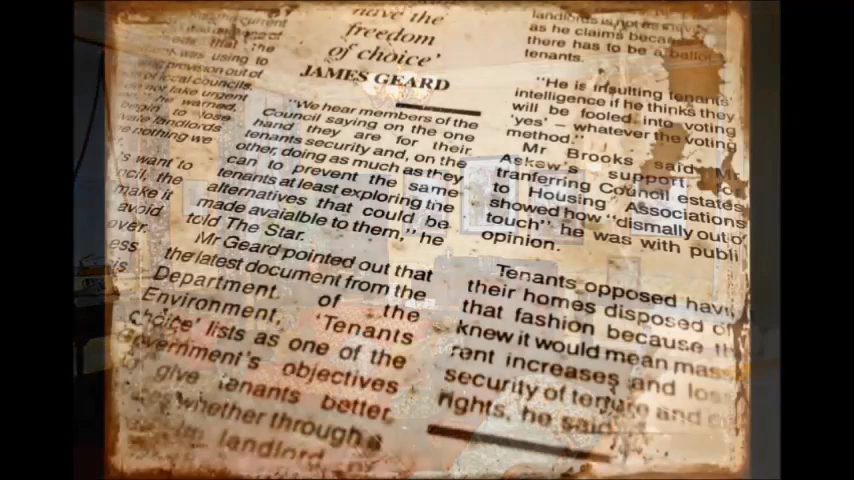 have the
freedom
of choice'
JAMES GEARD
that the
was using to
provision out of
of local councils.
not take urgent
he warned,
begin to lose
landlords
nothing we
's want to
the
make it
avoid
over.
"We hear members of the
Council saying on the one
hand they are for their
tenants security and, on the
other, doing as much as they
can to prevent the same
tenants at least exploring the
alternatives that could be
made avaialble to them," he
told The Star.
Mr Geard pointed out that
the latest document from the
Department of the
Environment, 'Tenants
choice' lists as one of the
Government's objectives
give tenants better
whether through a
landlord
as he claims
there has to be a ballot
tenants.
"He is insulting tenants'
intelligence if he thinks they
will be fooled into voting
'yes' – whatever the voting
method."
Mr Brooks said Mr
Askew's support for
tranferring Council estates
to Housing Associations
showed how "dismally out o
touch" he was with publi
opinion.
Tenants opposed havi
their homes disposed of
that fashion because th
knew it would mean mas
rent increases and los
security of tenure and
rights, he said.